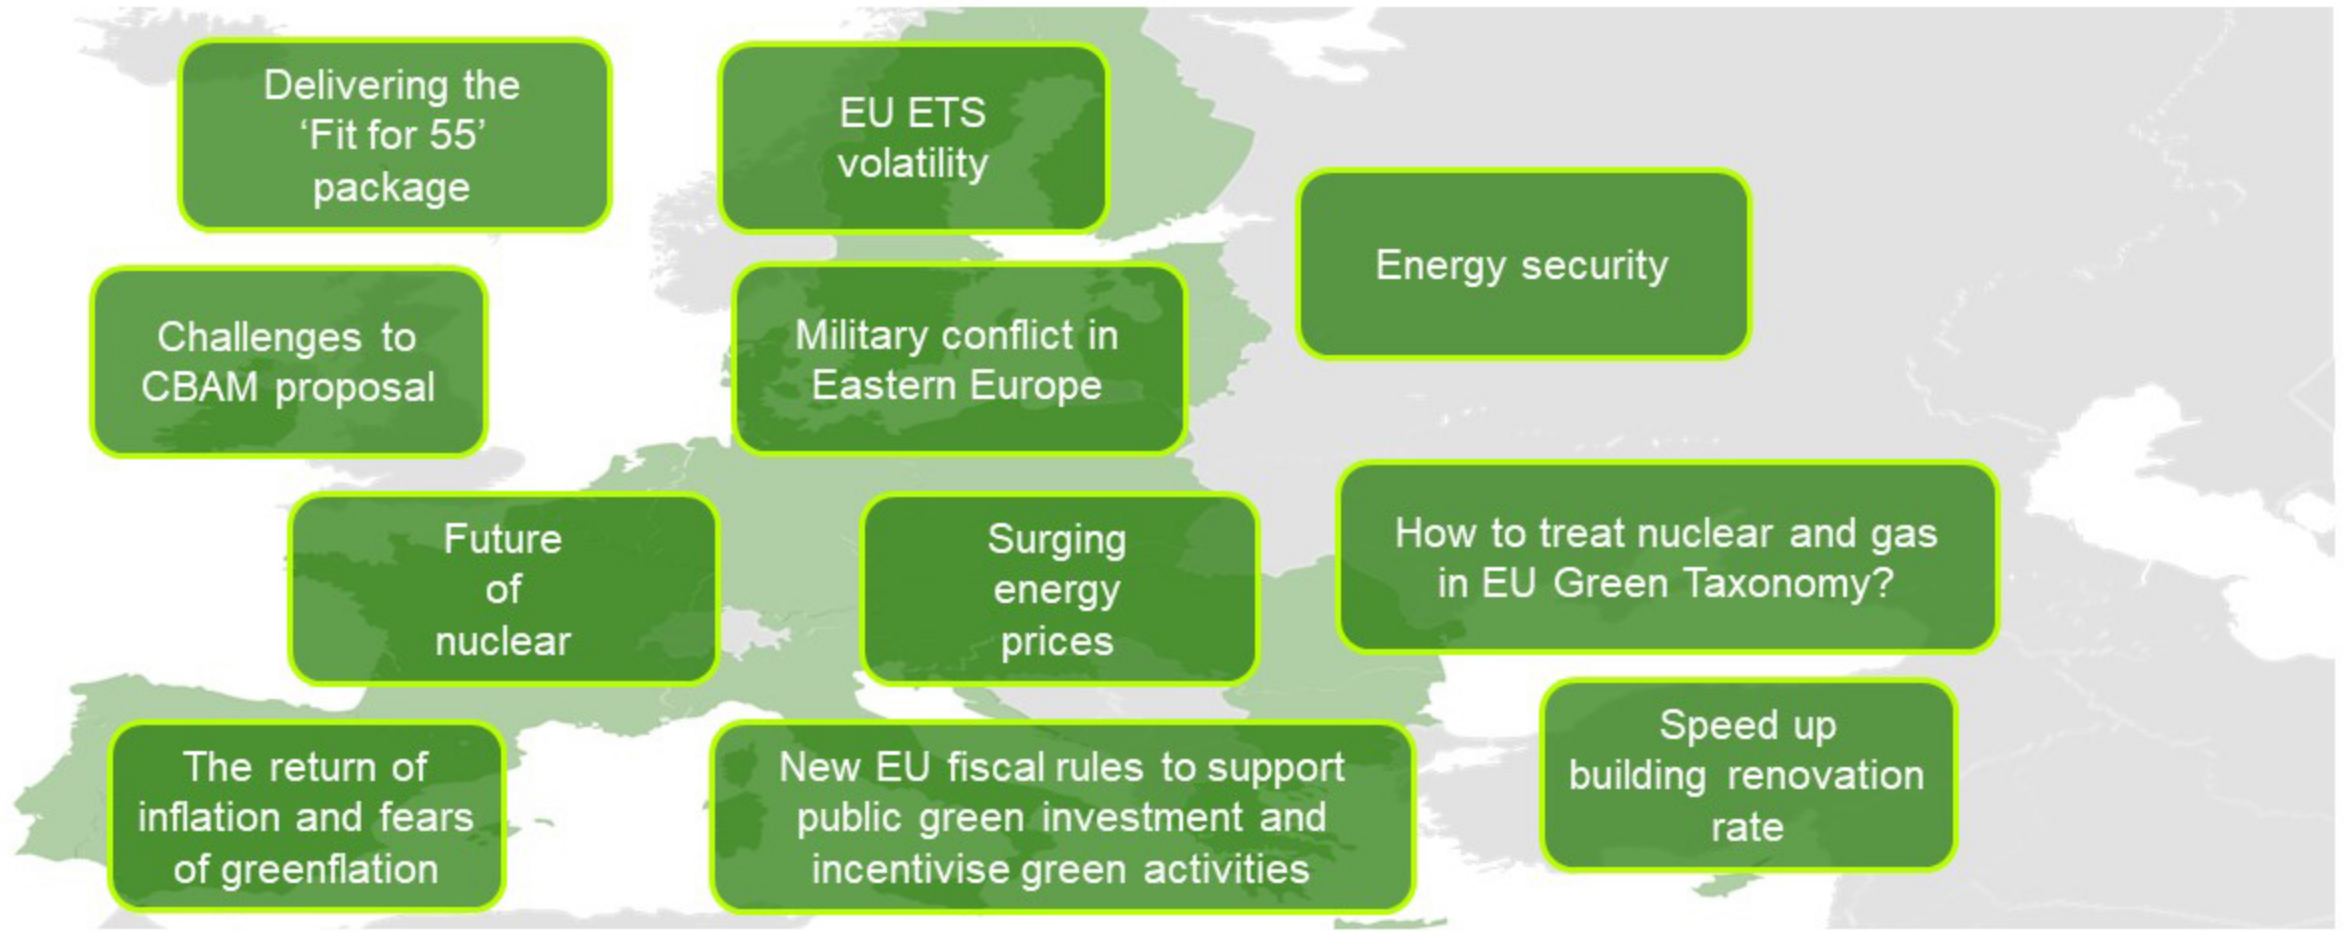 Delivering the
‘Fit for 55’
package
EU ETS
volatility
Energy security
Challenges to
CBAM proposal
Military conflict in
Eastern Europe
Future
of
nuclear
Surging
energy
prices
How to treat nuclear and gas
in EU Green Taxonomy?
The return of
inflation and fears
of greenflation
New EU fiscal rules to support
public green investment and
incentivise green activities
Speed up
building renovation
rate